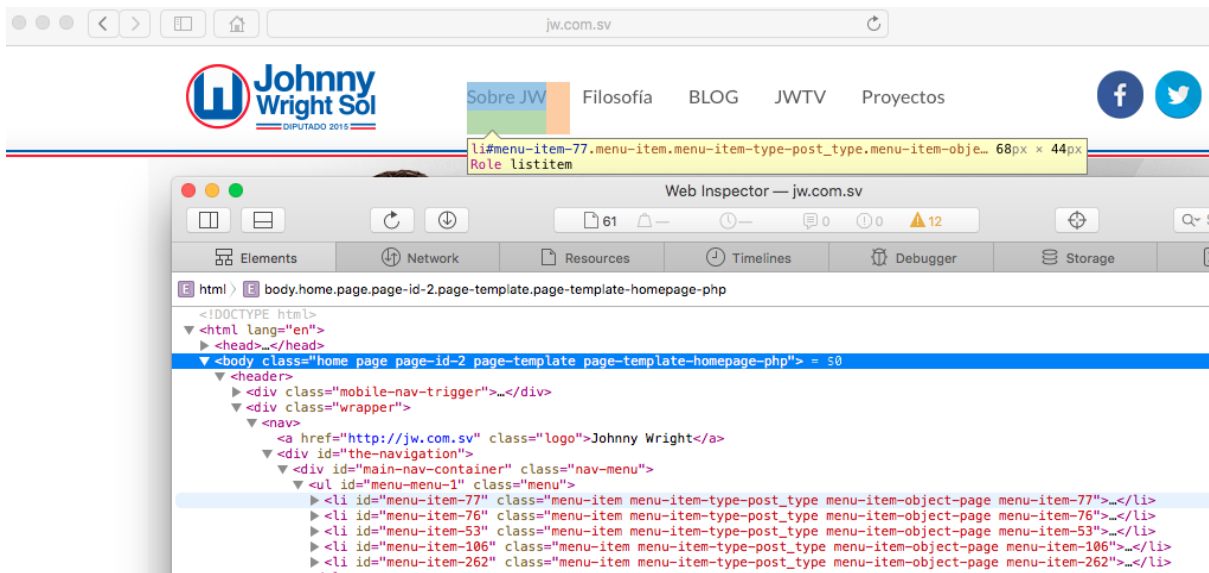 jw.com.sv
Johnny
Wright Sol
DIPUTADO 2015
Sobre JW Filosofía BLOG JWTV Proyectos
li#menu-item-77.menu-item.menu-item-type-post_type.menu-item-obje… 68px × 44px
Role listitem
Web Inspector — jw.com.sv
61 — — 0 0 12
Elements Network Resources Timelines Debugger Storage
E html E body.home.page.page-id-2.page-template.page-template-homepage-php
<!DOCTYPE html>
<html lang="en">
<head>…</head>
<body class="home page page-id-2 page-template page-template-homepage-php"> = $0
<header>
<div class="mobile-nav-trigger">…</div>
<div class="wrapper">
<nav>
<a href="http://jw.com.sv" class="logo">Johnny Wright</a>
<div id="the-navigation">
<div id="main-nav-container" class="nav-menu">
<ul id="menu-menu-1" class="menu">
<li id="menu-item-77" class="menu-item menu-item-type-post_type menu-item-object-page menu-item-77">…</li>
<li id="menu-item-76" class="menu-item menu-item-type-post_type menu-item-object-page menu-item-76">…</li>
<li id="menu-item-53" class="menu-item menu-item-type-post_type menu-item-object-page menu-item-53">…</li>
<li id="menu-item-106" class="menu-item menu-item-type-post_type menu-item-object-page menu-item-106">…</li>
<li id="menu-item-262" class="menu-item menu-item-type-post_type menu-item-object-page menu-item-262">…</li>